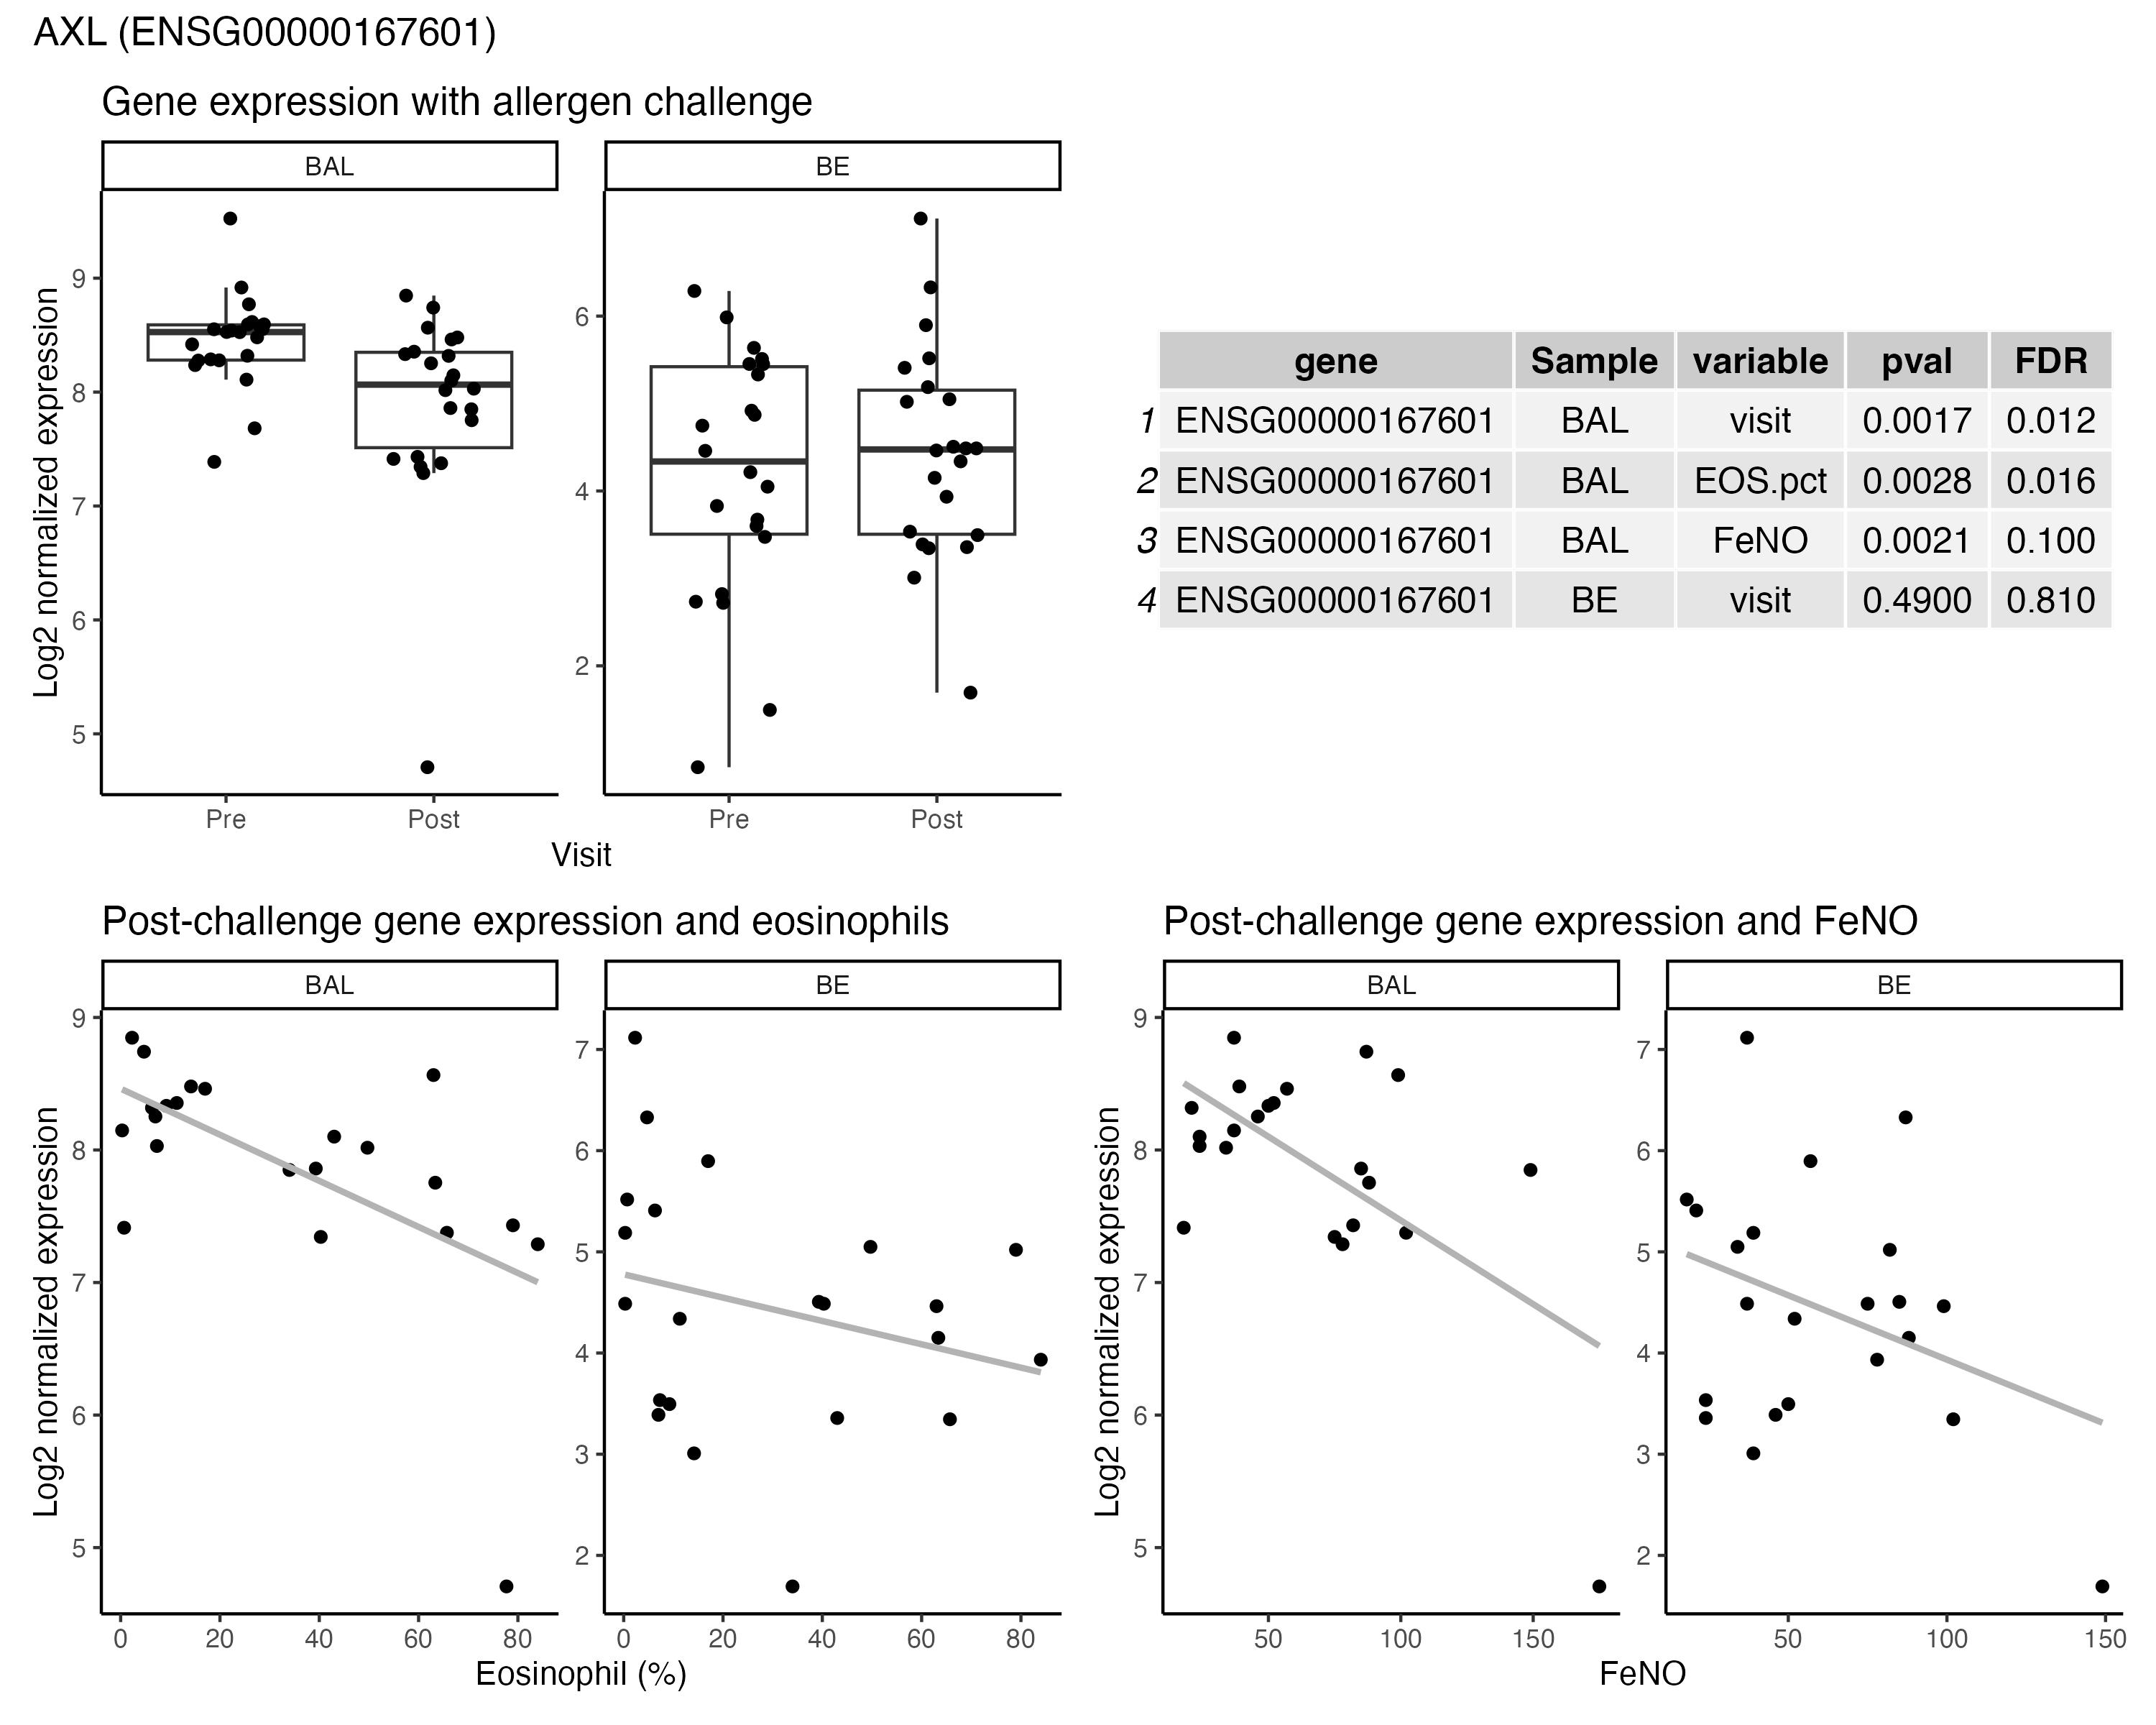 AXL (ENSG00000167601)
Gene expression with allergen challenge
BAL BE
Log2 normalized expression
9
8
7
6
5
6
4
2
Pre Post Pre Post
Visit
gene Sample variable pval FDR
1 ENSG00000167601 BAL visit 0.0017 0.012
2 ENSG00000167601 BAL EOS.pct 0.0028 0.016
3 ENSG00000167601 BAL FeNO 0.0021 0.100
4 ENSG00000167601 BE visit 0.4900 0.810
Post-challenge gene expression and eosinophils
BAL BE
Log2 normalized expression
9
8
7
6
5
7
6
5
4
3
2
0 20 40 60 80 0 20 40 60 80
Eosinophil (%)
Post-challenge gene expression and FeNO
BAL BE
Log2 normalized expression
9
8
7
6
5
7
6
5
4
3
2
50 100 150 50 100 150
FeNO